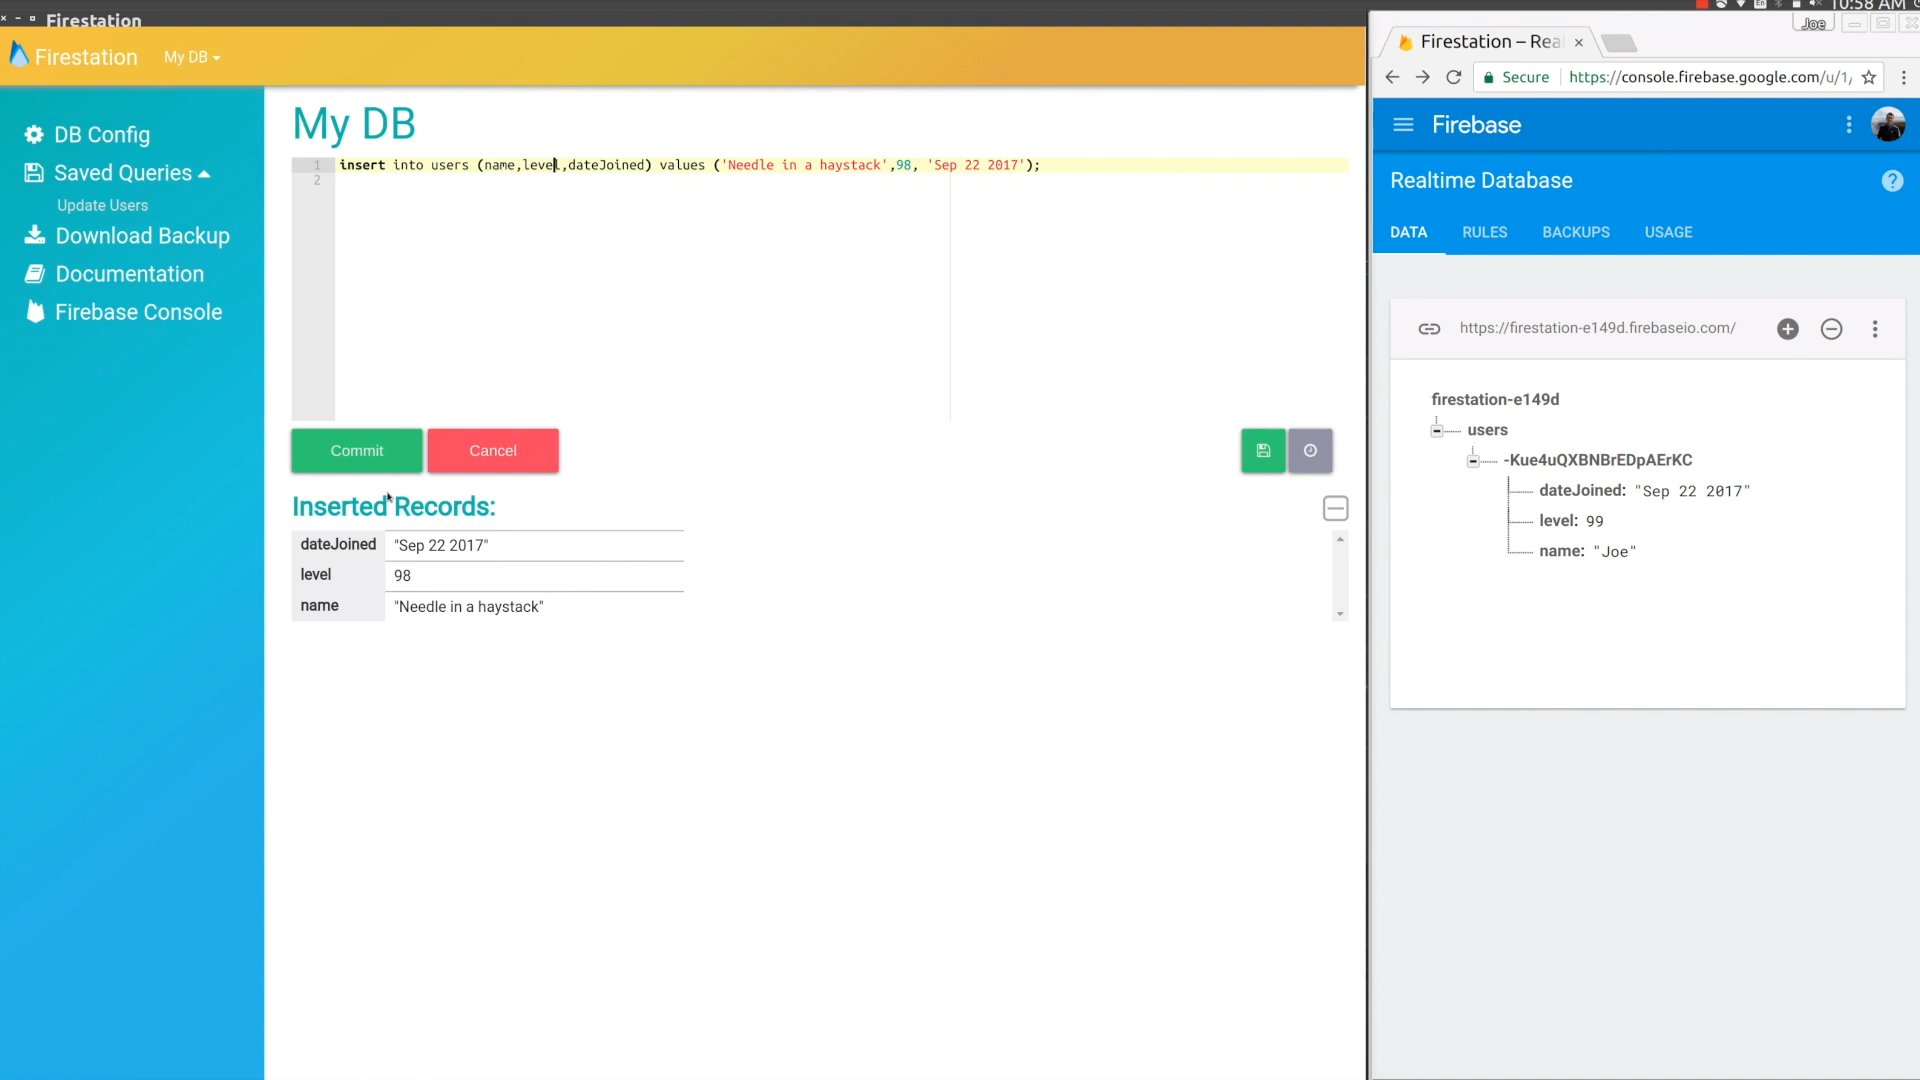 Firestation
10:58 AM
Joe
Firestation
My DB
DB Config
Saved Queries
Update Users
Download Backup
Documentation
Firebase Console
My DB
1 insert into users (name,level,dateJoined) values ('Needle in a haystack',98, 'Sep 22 2017');
2
Commit
Cancel
Inserted Records:
dateJoined "Sep 22 2017"
level 98
name "Needle in a haystack"
Firestation – Rea
Secure https://console.firebase.google.com/u/1/
Firebase
Realtime Database
?
DATA RULES BACKUPS USAGE
https://firestation-e149d.firebaseio.com/
firestation-e149d
users
-Kue4uQXBNBrEDpAErKC
dateJoined: "Sep 22 2017"
level: 99
name: "Joe"